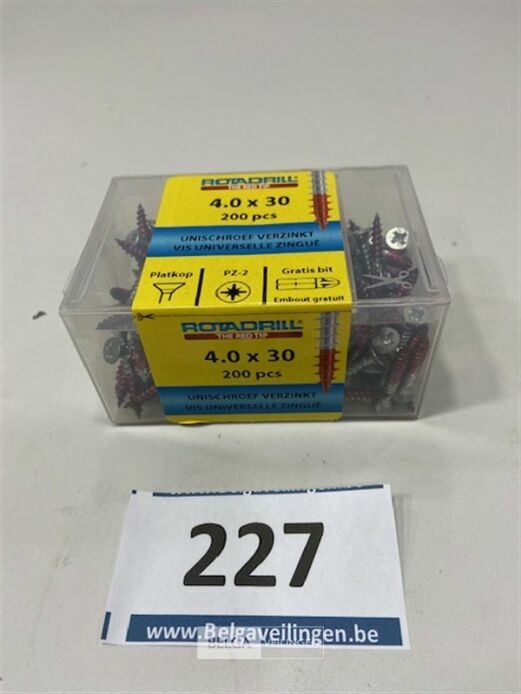 ROTADRILL
THE RED TIP
4.0 x 30
200 pcs
UNISCHROEF VERZINKT
VIS UNIVERSELLE ZINGUÉ
Platkop
PZ-2
Gratis bit
Embout gratuit
ROTADRILL
THE RED TIP
4.0 x 30
200 pcs
UNISCHROEF VERZINKT
VIS UNIVERSELLE ZINGUÉ
227
www.Belgaveilingen.be
BELGA VEILINGEN